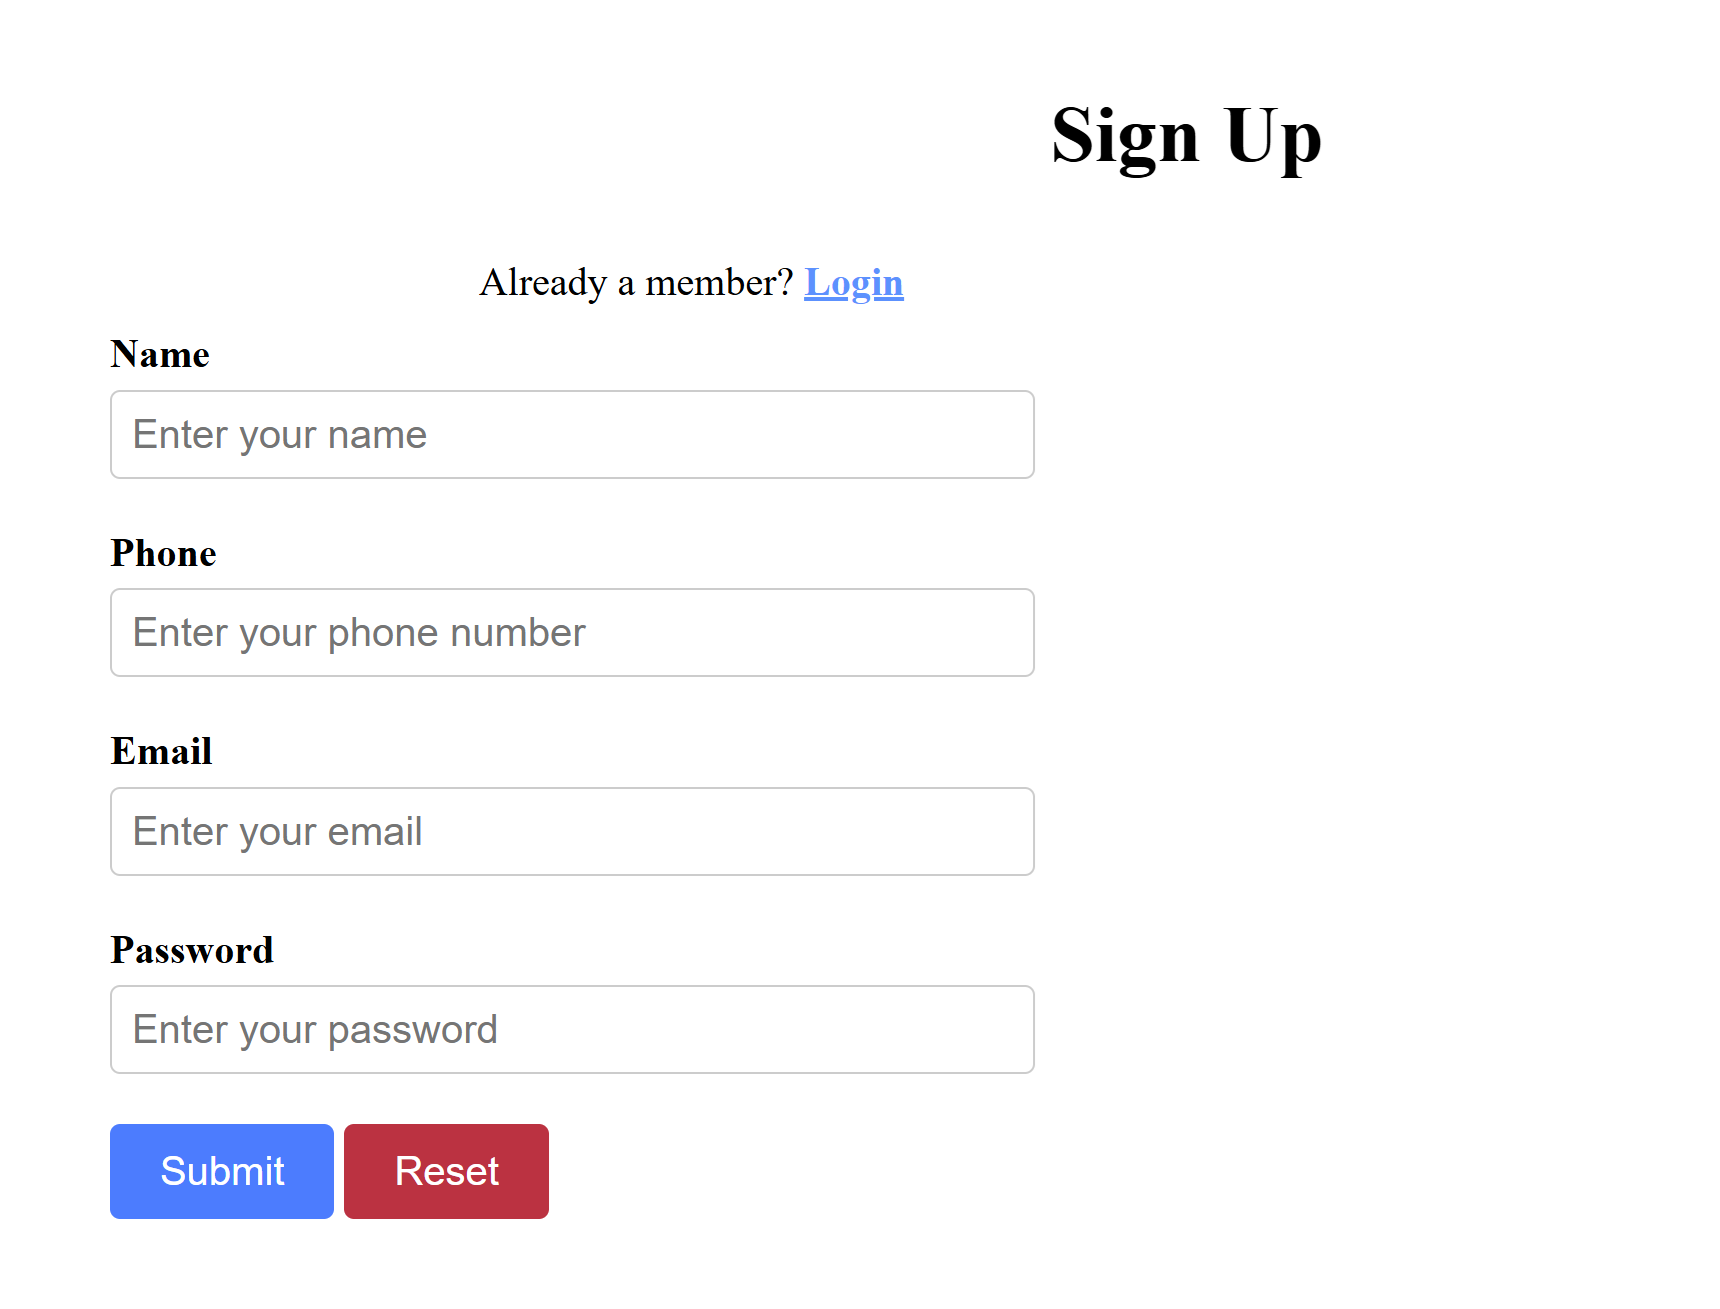 Sign Up
Already a member? Login
Name
Enter your name
Phone
Enter your phone number
Email
Enter your email
Password
Enter your password
Submit Reset